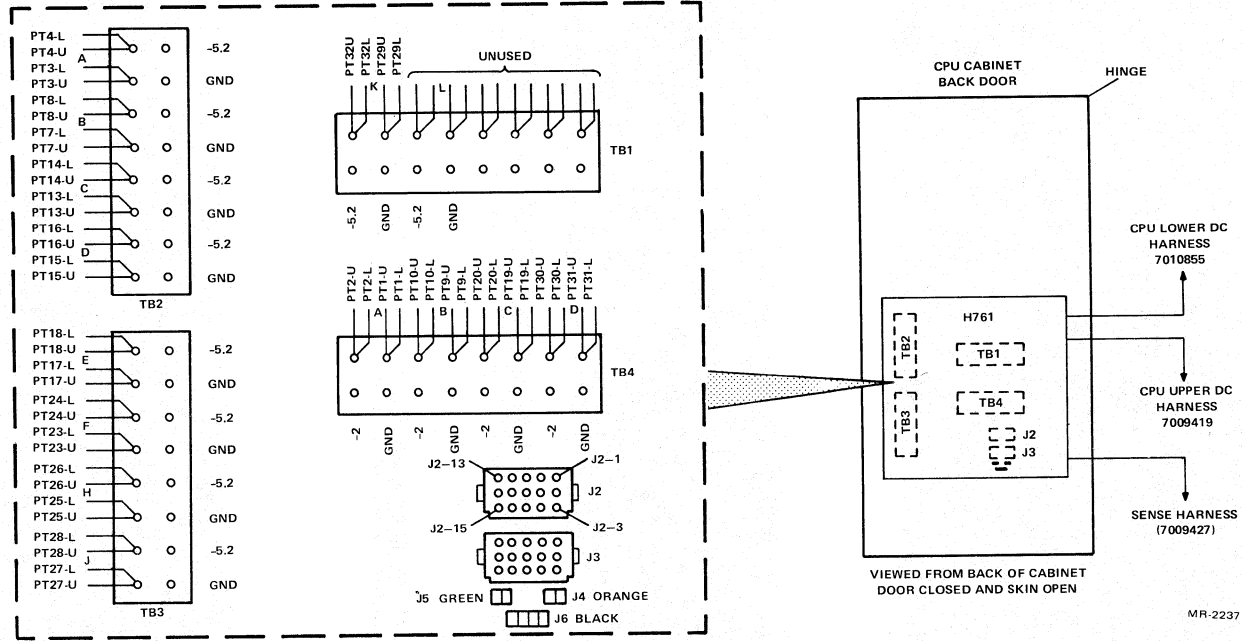 PT4-L
PT4-U
A
PT3-L
PT3-U
PT8-L
PT8-U
B
PT7-L
PT7-U
PT14-L
PT14-U
C
PT13-L
PT13-U
PT16-L
PT16-U
D
PT15-L
PT15-U
-5.2
GND
-5.2
GND
-5.2
GND
-5.2
GND
TB2
PT18-L
PT18-U
E
PT17-L
PT17-U
PT24-L
PT24-U
F
PT23-L
PT23-U
PT26-L
PT26-U
H
PT25-L
PT25-U
PT28-L
PT28-U
J
PT27-L
PT27-U
-5.2
GND
-5.2
GND
-5.2
GND
-5.2
GND
TB3
PT32U
PT32L
K
PT29U
PT29L
UNUSED
L
TB1
-5.2
GND
-5.2
GND
PT2-U
PT2-L
A
PT1-U
PT1-L
PT10-U
PT10-L
B
PT9-U
PT9-L
PT20-U
PT20-L
C
PT19-U
PT19-L
PT30-U
PT30-L
D
PT31-U
PT31-L
TB4
-2
GND
-2
GND
-2
GND
-2
GND
J2-13
J2-1
J2
J2-15
J2-3
J3
J5 GREEN
J4 ORANGE
J6 BLACK
CPU CABINET
BACK DOOR
HINGE
H761
TB2
TB1
TB3
TB4
J2
J3
CPU LOWER DC
HARNESS
7010855
CPU UPPER DC
HARNESS
7009419
SENSE HARNESS
(7009427)
VIEWED FROM BACK OF CABINET
DOOR CLOSED AND SKIN OPEN
MR-2237